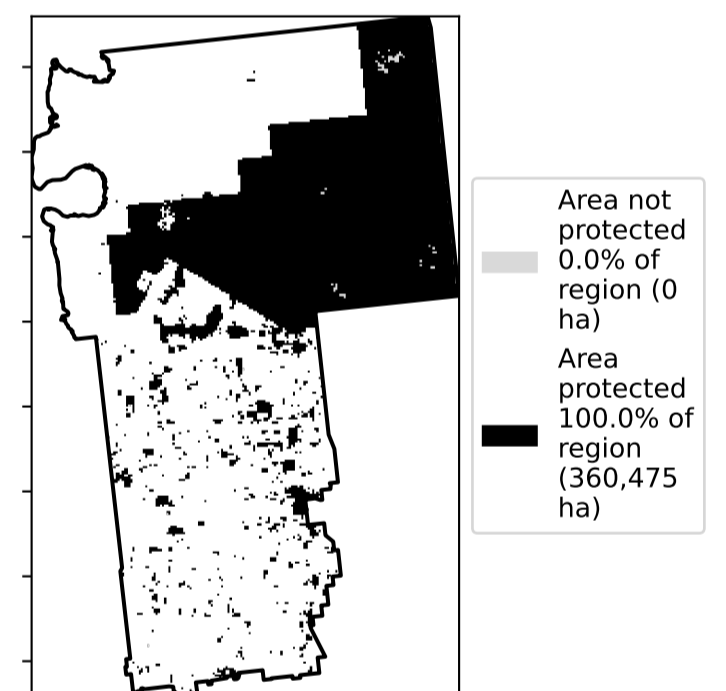 Area not
protected
0.0% of
region (0
ha)
Area
protected
100.0% of
region
(360,475
ha)